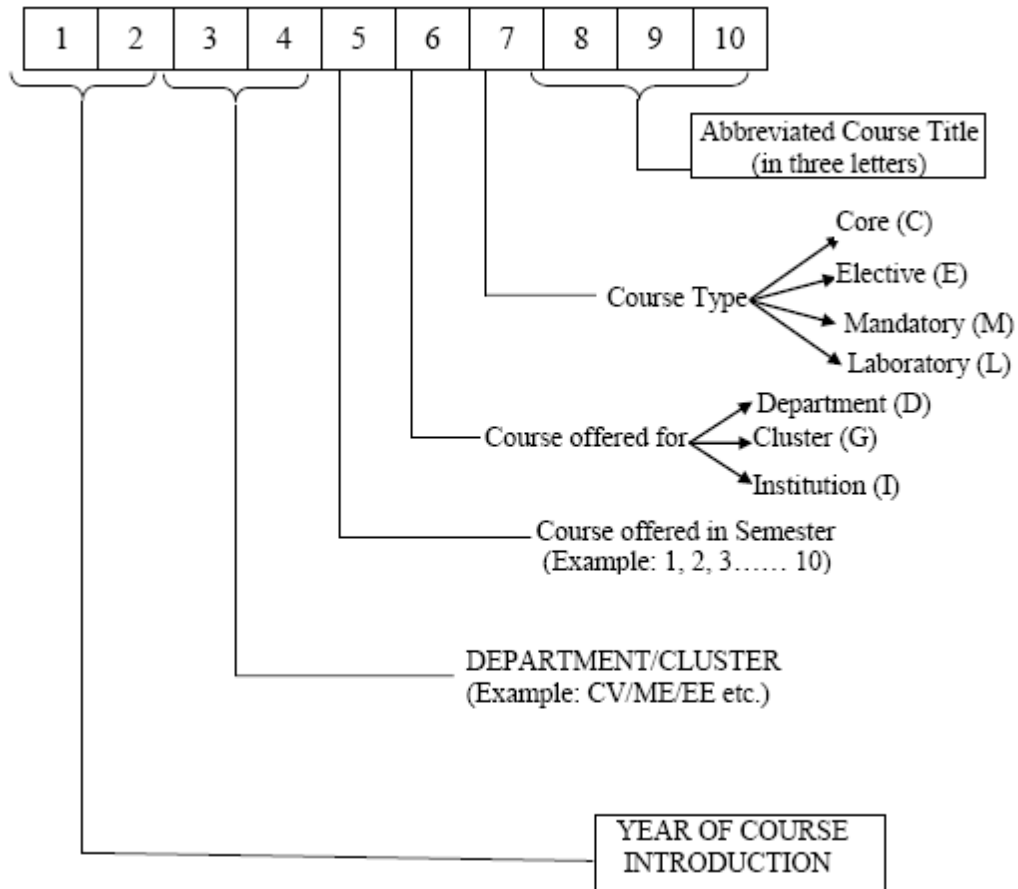 1 2 3 4 5 6 7 8 9 10
Abbreviated Course Title
(in three letters)
Core (C)
Elective (E)
Course Type
Mandatory (M)
Laboratory (L)
Department (D)
Course offered for
Cluster (G)
Institution (I)
Course offered in Semester
(Example: 1, 2, 3…… 10)
DEPARTMENT/CLUSTER
(Example: CV/ME/EE etc.)
YEAR OF COURSE
INTRODUCTION